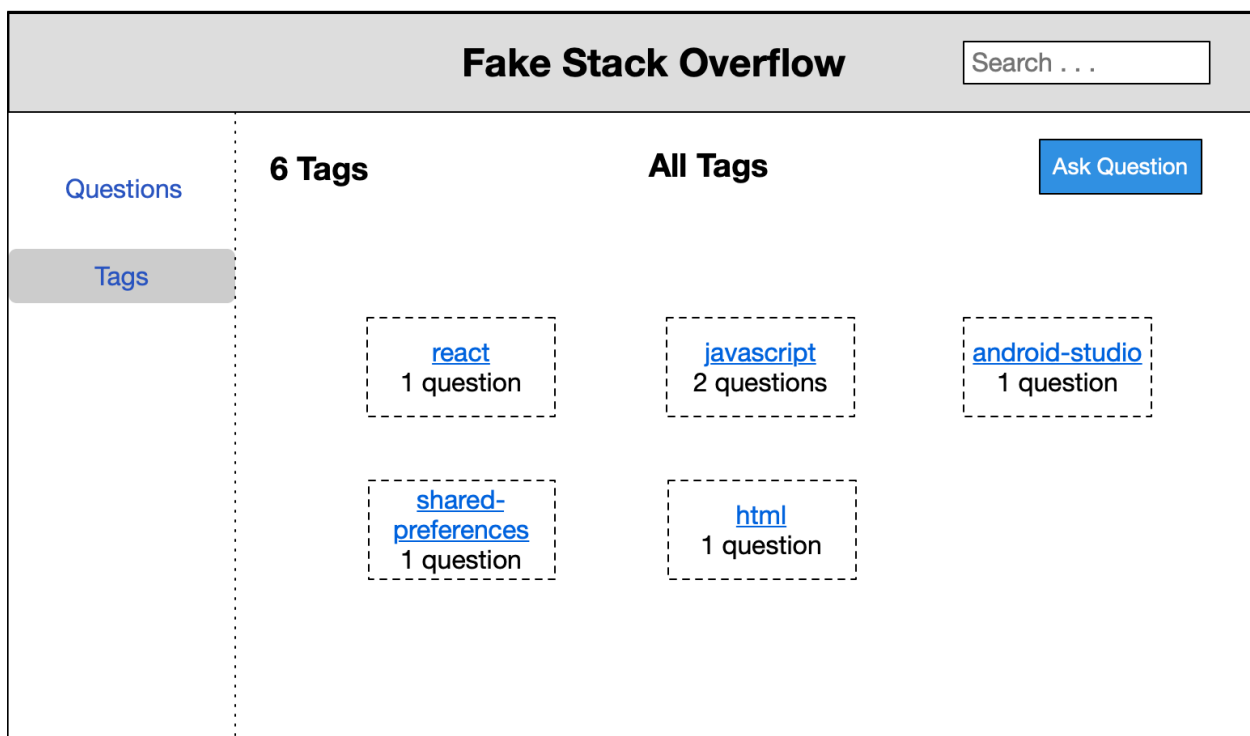 Fake Stack Overflow
Search . . .
Questions
Tags
6 Tags
All Tags
Ask Question
react
1 question
javascript
2 questions
android-studio
1 question
shared-
preferences
1 question
html
1 question